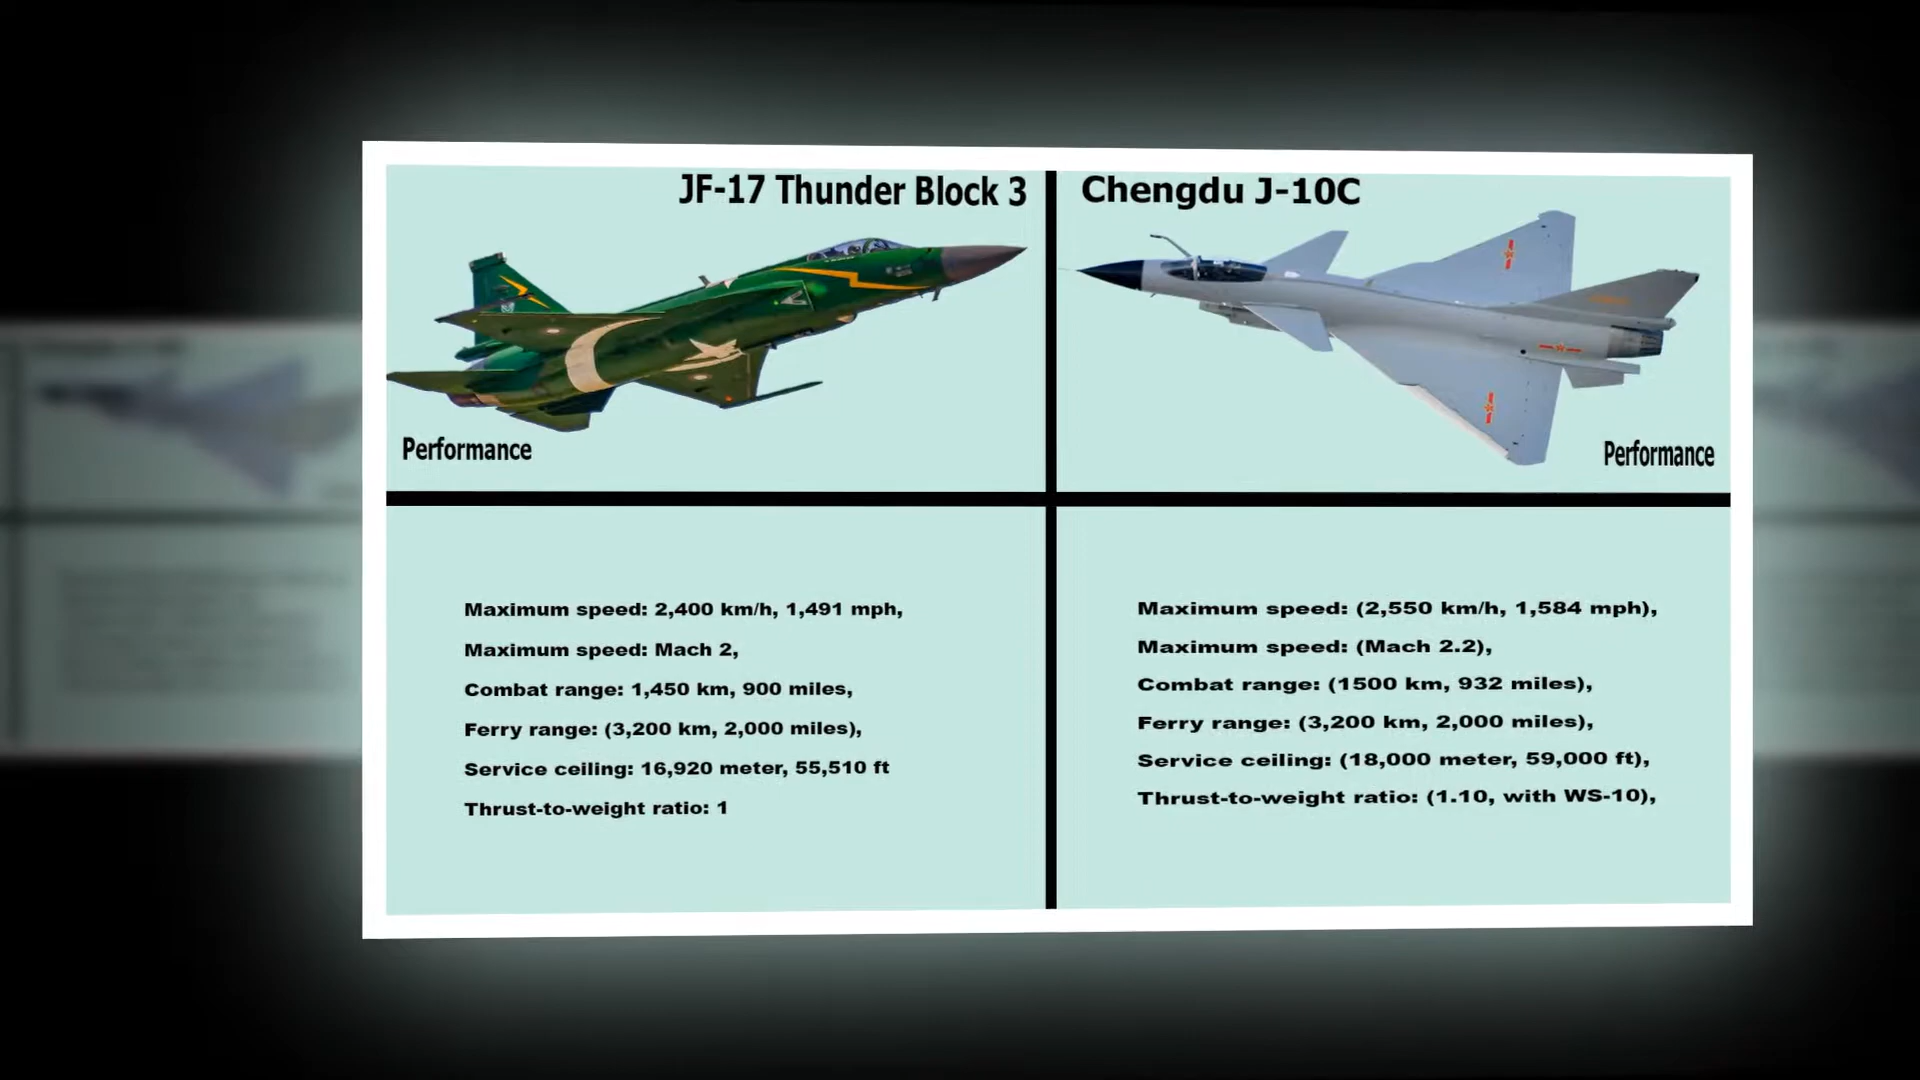 JF-17 Thunder Block 3
Performance
Maximum speed: 2,400 km/h, 1,491 mph,
Maximum speed: Mach 2,
Combat range: 1,450 km, 900 miles,
Ferry range: (3,200 km, 2,000 miles),
Service ceiling: 16,920 meter, 55,510 ft
Thrust-to-weight ratio: 1
Chengdu J-10C
Performance
Maximum speed: (2,550 km/h, 1,584 mph),
Maximum speed: (Mach 2.2),
Combat range: (1500 km, 932 miles),
Ferry range: (3,200 km, 2,000 miles),
Service ceiling: (18,000 meter, 59,000 ft),
Thrust-to-weight ratio: (1.10, with WS-10),